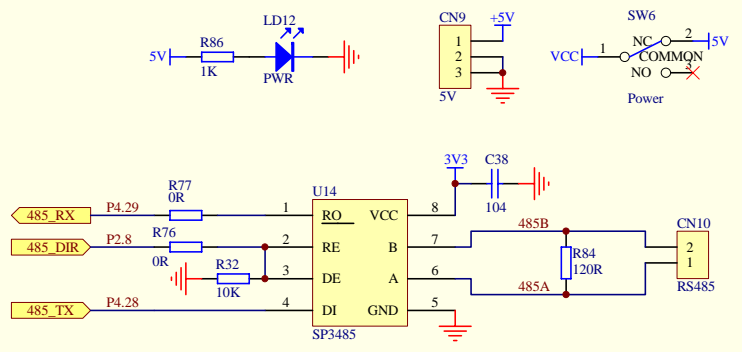 LD12
R86
5V
1K
PWR
CN9
+5V
1
2
3
5V
SW6
NC
2
5V
VCC
1
COMMON
3
NO
Power
3V3
C38
104
R77
0R
U14
485_RX
P4.29
1
RO
VCC
8
485B
CN10
R76
485_DIR
P2.8
0R
2
RE
B
7
R84
120R
2
1
R32
10K
3
DE
A
6
485A
RS485
485_TX
P4.28
4
DI
GND
5
SP3485